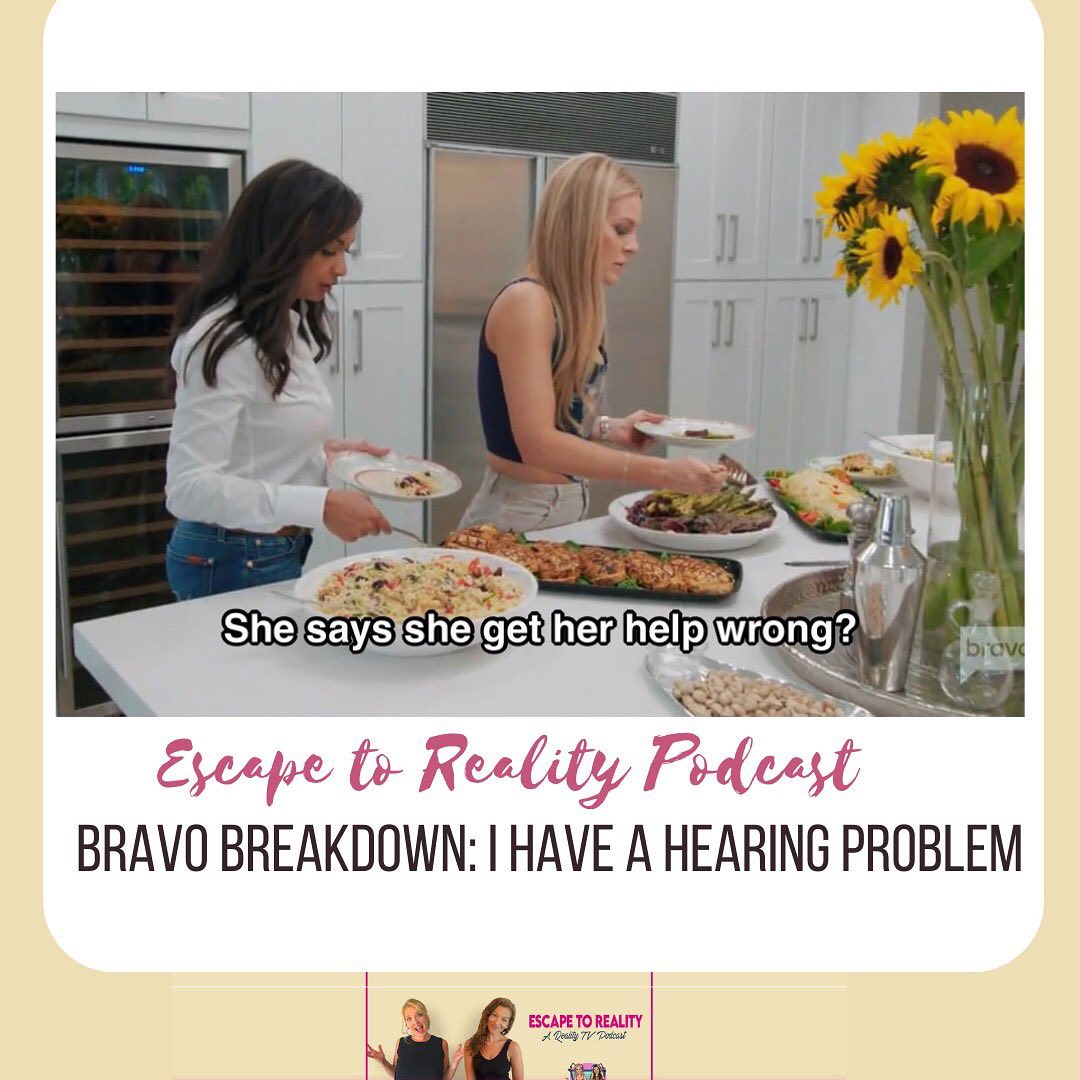 She says she get her help wrong?
bravo
Escape to Reality Podcast
BRAVO BREAKDOWN: I HAVE A HEARING PROBLEM
ESCAPE TO REALITY
A Reality TV Podcast